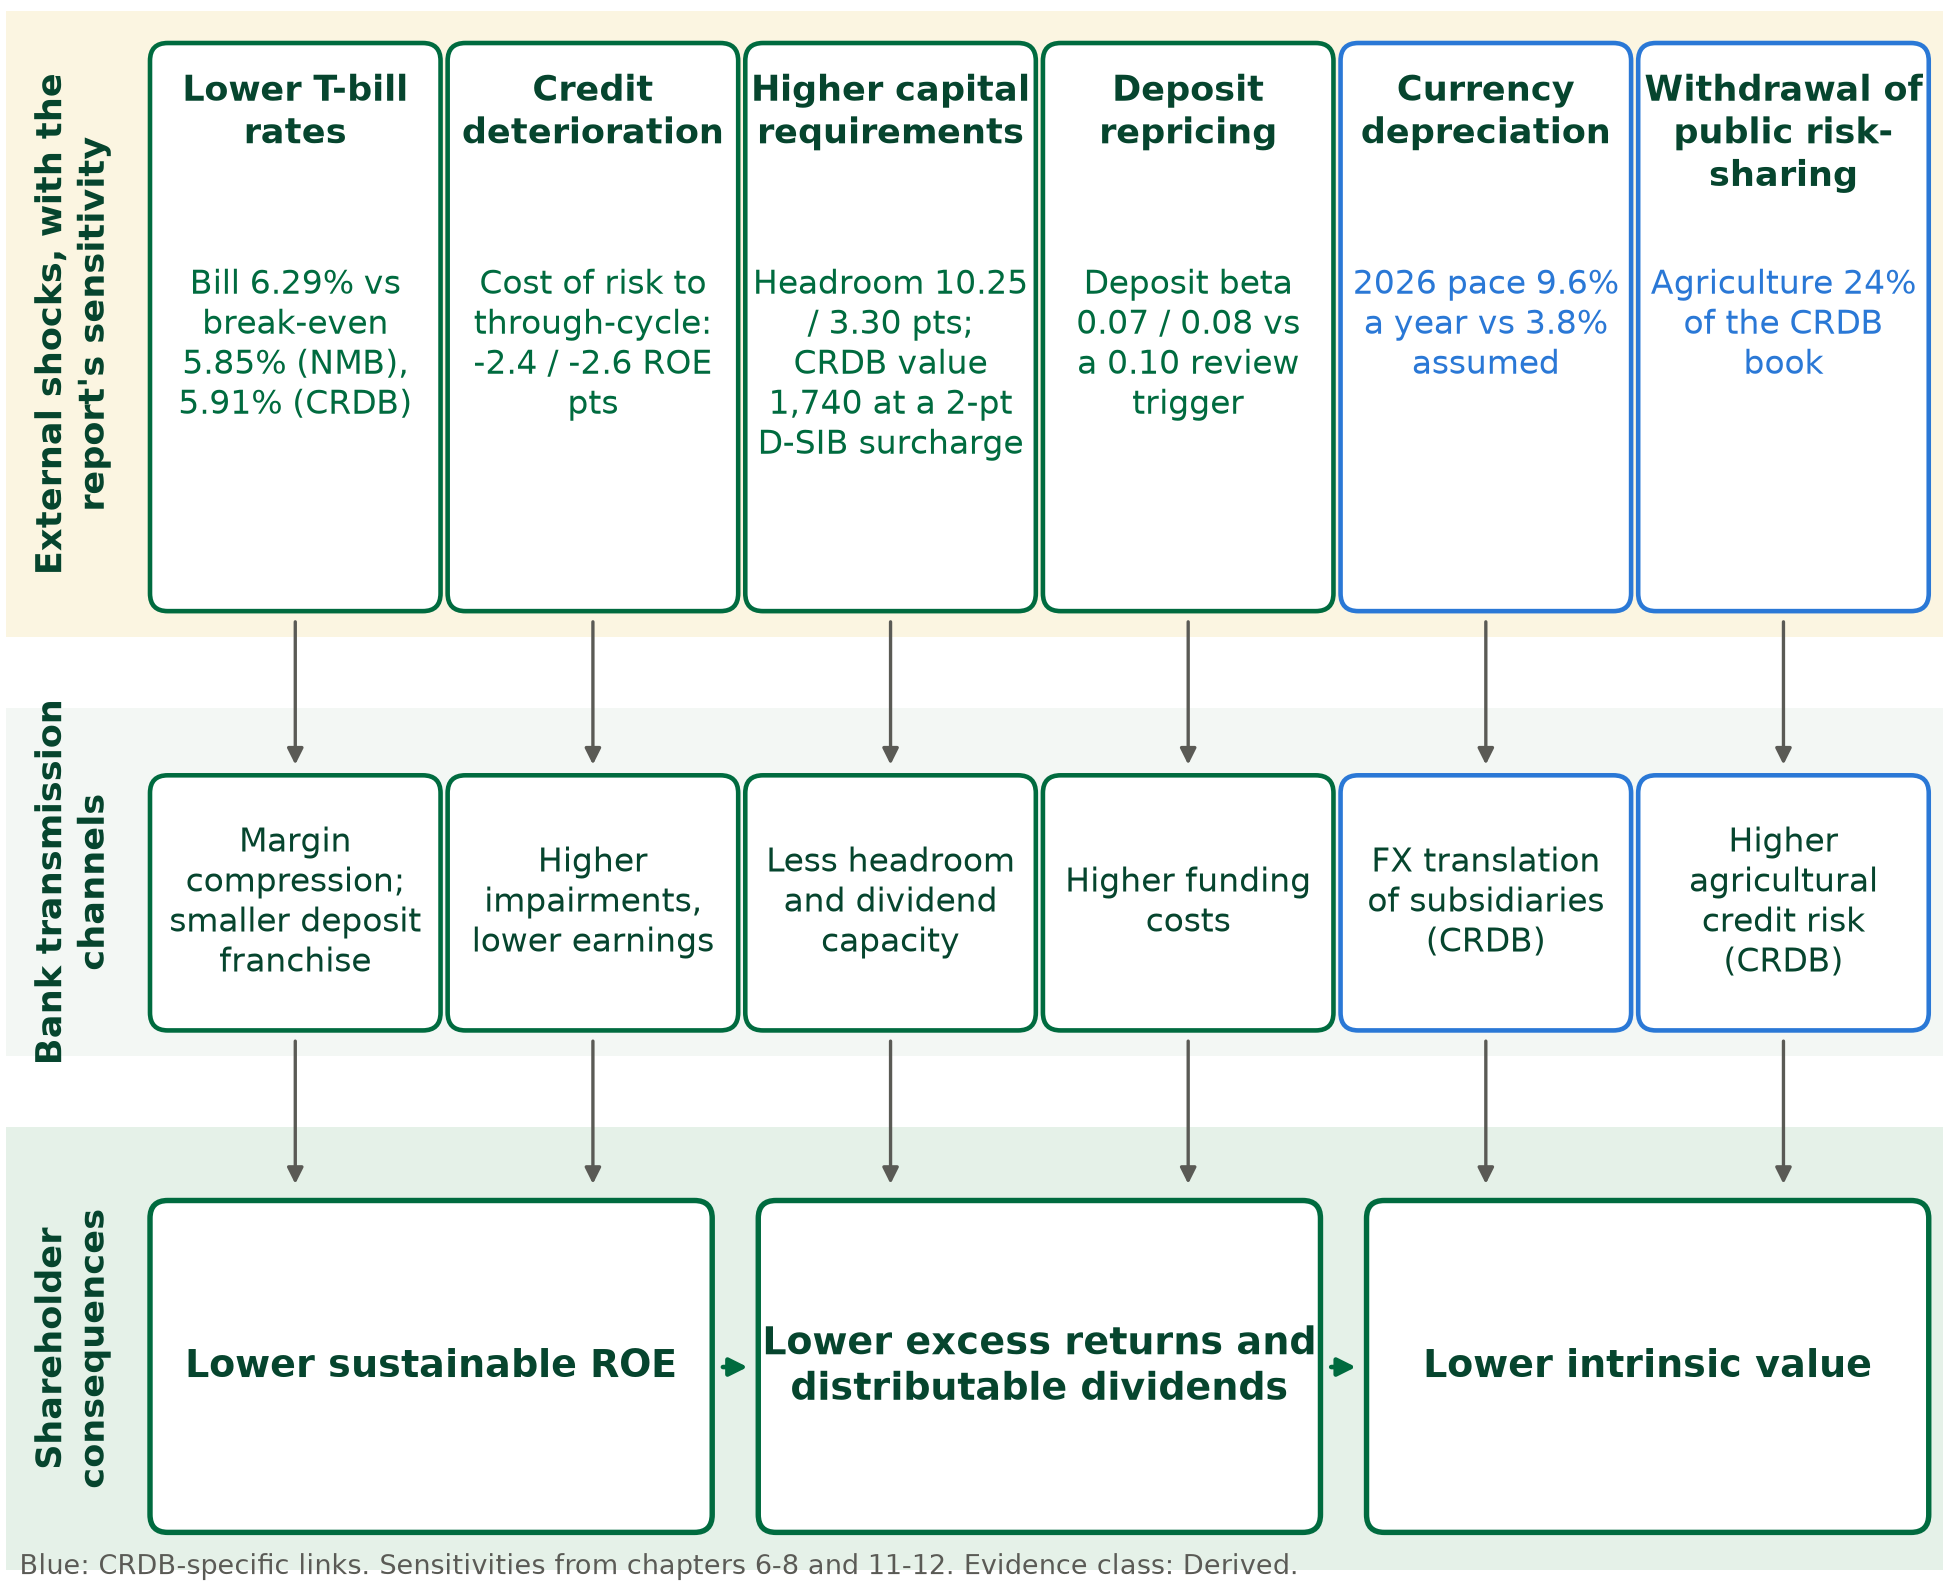 External shocks, with the
report's sensitivity
Lower T-bill
rates
Bill 6.29% vs
break-even
5.85% (NMB),
5.91% (CRDB)
Credit
deterioration
Cost of risk to
through-cycle:
-2.4 / -2.6 ROE
pts
Higher capital
requirements
Headroom 10.25
/ 3.30 pts;
CRDB value
1,740 at a 2-pt
D-SIB surcharge
Deposit
repricing
Deposit beta
0.07 / 0.08 vs
a 0.10 review
trigger
Currency
depreciation
2026 pace 9.6%
a year vs 3.8%
assumed
Withdrawal of
public risk-
sharing
Agriculture 24%
of the CRDB
book
Bank transmission
channels
Margin
compression;
smaller deposit
franchise
Higher
impairments,
lower earnings
Less headroom
and dividend
capacity
Higher funding
costs
FX translation
of subsidiaries
(CRDB)
Higher
agricultural
credit risk
(CRDB)
Shareholder
consequences
Lower sustainable ROE
Lower excess returns and
distributable dividends
Lower intrinsic value
Blue: CRDB-specific links. Sensitivities from chapters 6-8 and 11-12. Evidence class: Derived.